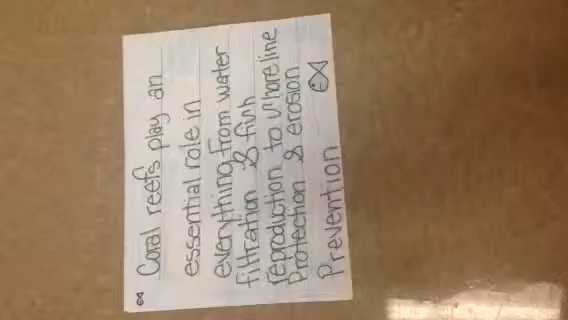 Coral reefs play an
essential role in
everything from water
filtration & fish
reproduction to shoreline
Protection & erosion
Prevention